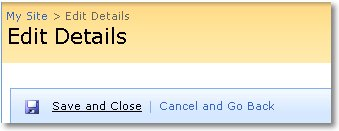 My Site > Edit Details
Edit Details
Save and Close | Cancel and Go Back